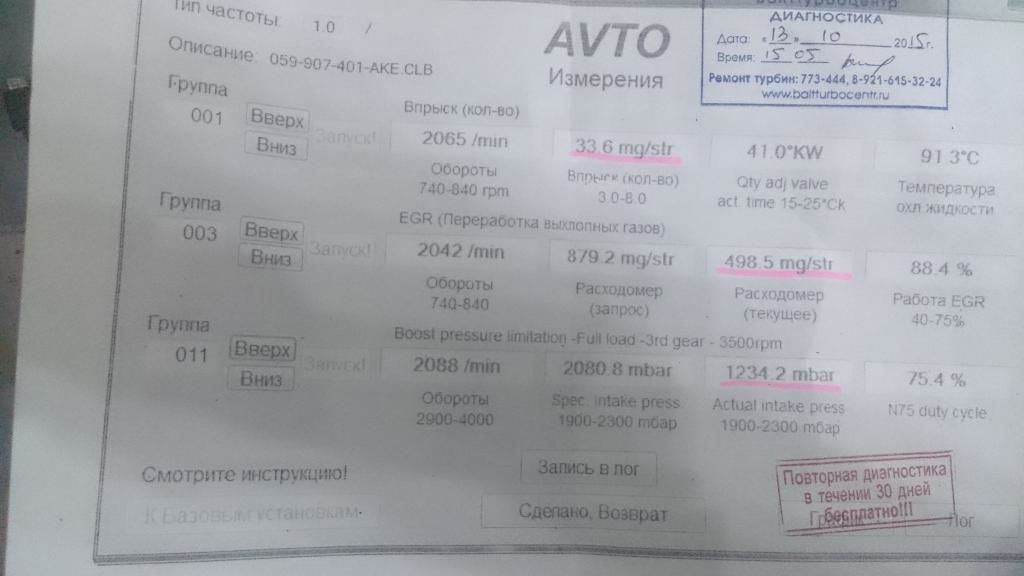 Тип частоты: 1.0 /
AVTO
Измерения
Балттурбоцентр
ДИАГНОСТИКА
Дата: «13» 10 2015г.
Время: 15 05
Ремонт турбин: 773-444, 8-921-615-32-24
www.baltturbocentr.ru
Описание: 059-907-401-AKE.CLB
Группа
001
Вверх
Вниз
Запуск!
Впрыск (кол-во)
2065 /min 33.6 mg/str 41.0°KW 91.3°C
Обороты Впрыск (кол-во) Qty adj valve Температура
740-840 rpm 3.0-8.0 act. time 15-25°Ck охл.жидкости
Группа
003
Вверх
Вниз
Запуск!
EGR (Переработка выхлопных газов)
2042 /min 879.2 mg/str 498.5 mg/str 88.4 %
Обороты Расходомер Расходомер Работа EGR
740-840 (запрос) (текущее) 40-75%
Группа
011
Вверх
Вниз
Запуск!
Boost pressure limitation -Full load -3rd gear - 3500rpm
2088 /min 2080.8 mbar 1234.2 mbar 75.4 %
Обороты Spec. intake press Actual intake press N75 duty cycle
2900-4000 1900-2300 mбар 1900-2300 mбар
Смотрите инструкцию!
Запись в лог
К Базовым установкам
Сделано, Возврат
Лог
Повторная диагностика
в течении 30 дней
бесплатно!!!